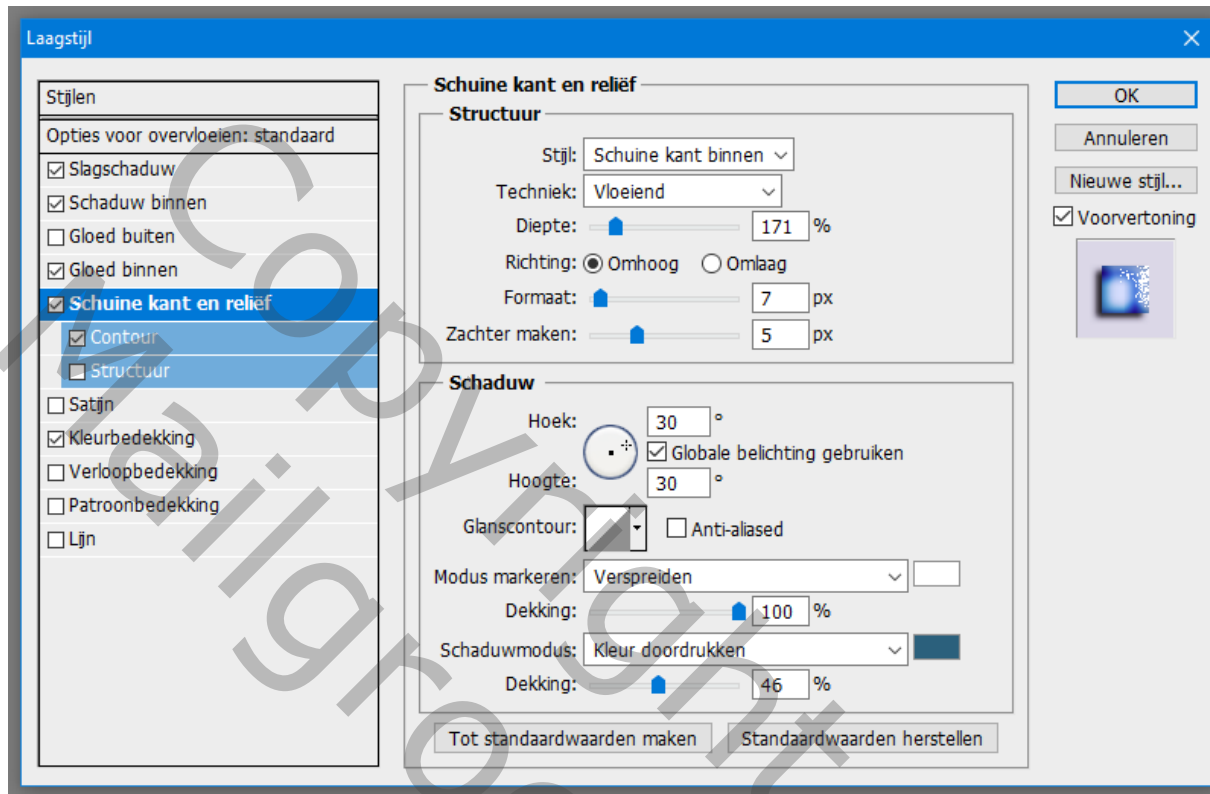 Laagstijl
Stijlen
Opties voor overvloeien: standaard
Slagschaduw
Schaduw binnen
Gloed buiten
Gloed binnen
Schuine kant en reliëf
Contour
Structuur
Satijn
Kleurbedekking
Verloopbedekking
Patroonbedekking
Lijn
Schuine kant en reliëf
Structuur
Stijl: Schuine kant binnen
Techniek: Vloeiend
Diepte: 171 %
Richting: Omhoog Omlaag
Formaat: 7 px
Zachter maken: 5 px
Schaduw
Hoek: 30 °
Globale belichting gebruiken
Hoogte: 30 °
Glanscontour: Anti-aliased
Modus markeren: Verspreiden
Dekking: 100 %
Schaduwmodus: Kleur doordrukken
Dekking: 46 %
Tot standaardwaarden maken Standaardwaarden herstellen
OK
Annuleren
Nieuwe stijl...
Voorvertoning
Copyright